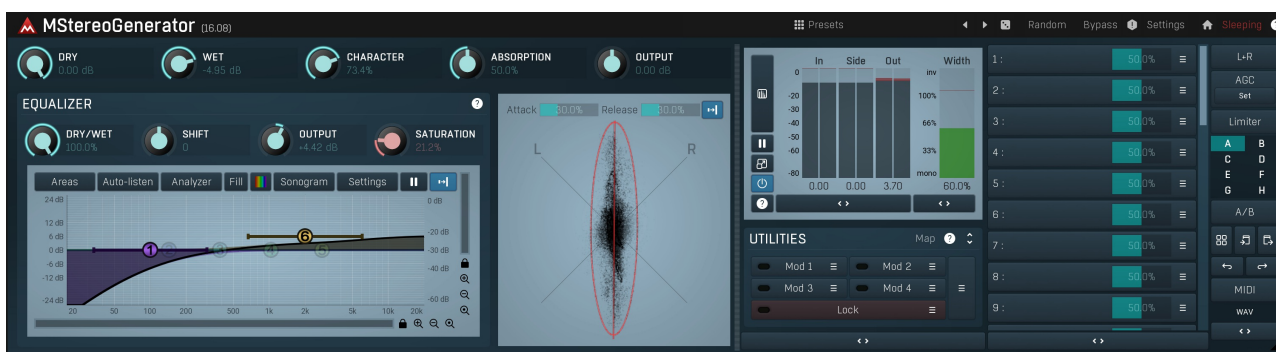 MStereoGenerator (16.08)
Presets
Random
Bypass
Settings
Sleeping
DRY
0.00 dB
WET
-4.95 dB
CHARACTER
73.4%
ABSORPTION
50.0%
OUTPUT
0.00 dB
EQUALIZER
DRY/WET
100.0%
SHIFT
0
OUTPUT
+4.42 dB
SATURATION
21.2%
Areas
Auto-listen
Analyzer
Fill
Sonogram
Settings
24 dB
12 dB
6 dB
0 dB
-6 dB
-12 dB
-24 dB
0 dB
-20 dB
-30 dB
-40 dB
-60 dB
1
6
20
50
100
200
500
1k
2k
5k
10k
20k
Attack 30.0%
Release 30.0%
L
R
In
Side
Out
Width
0
-20
-30
-40
-50
-60
-80
inv
100%
66%
33%
mono
0.00
0.00
3.70
60.0%
UTILITIES
Map
Mod 1
Mod 2
Mod 3
Mod 4
Lock
1 : 50.0%
2 : 50.0%
3 : 50.0%
4 : 50.0%
5 : 50.0%
6 : 50.0%
7 : 50.0%
8 : 50.0%
9 : 50.0%
L+R
AGC
Set
Limiter
A B
C D
E F
G H
A/B
MIDI
WAV